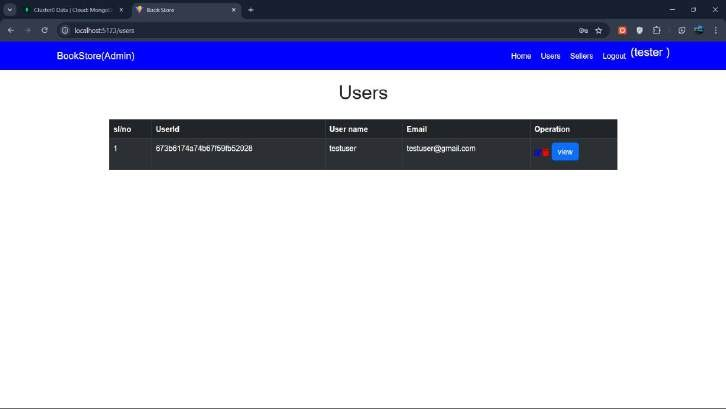 Cluster0 Data | Cloud: MongoD
Book Store
localhost:5173/users
BookStore(Admin)
Home Users Sellers Logout (tester )
Users
sl/no UserId User name Email Operation
1 673b6174a74b67f59fb52928 testuser testuser@gmail.com view